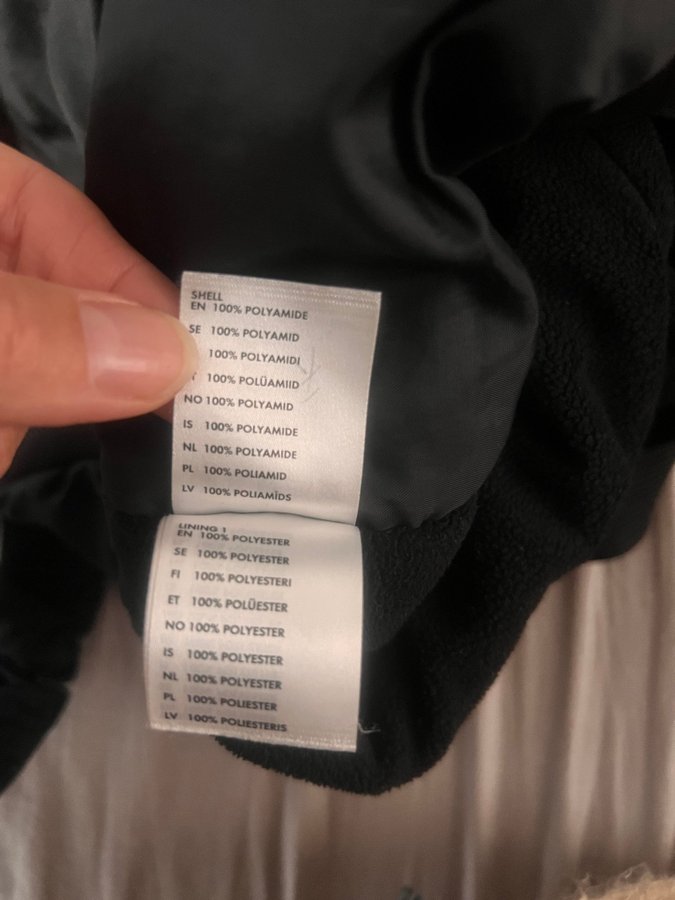 SHELL
EN 100% POLYAMIDE
SE 100% POLYAMID
100% POLYAMIDI
100% POLÜAMIID
NO 100% POLYAMID
IS 100% POLYAMIDE
NL 100% POLYAMIDE
PL 100% POLIAMID
LV 100% POLIAMĪDS
LINING 1
EN 100% POLYESTER
SE 100% POLYESTER
FI 100% POLYESTERI
ET 100% POLÜESTER
NO 100% POLYESTER
IS 100% POLYESTER
NL 100% POLYESTER
PL 100% POLIESTER
LV 100% POLIESTERIS